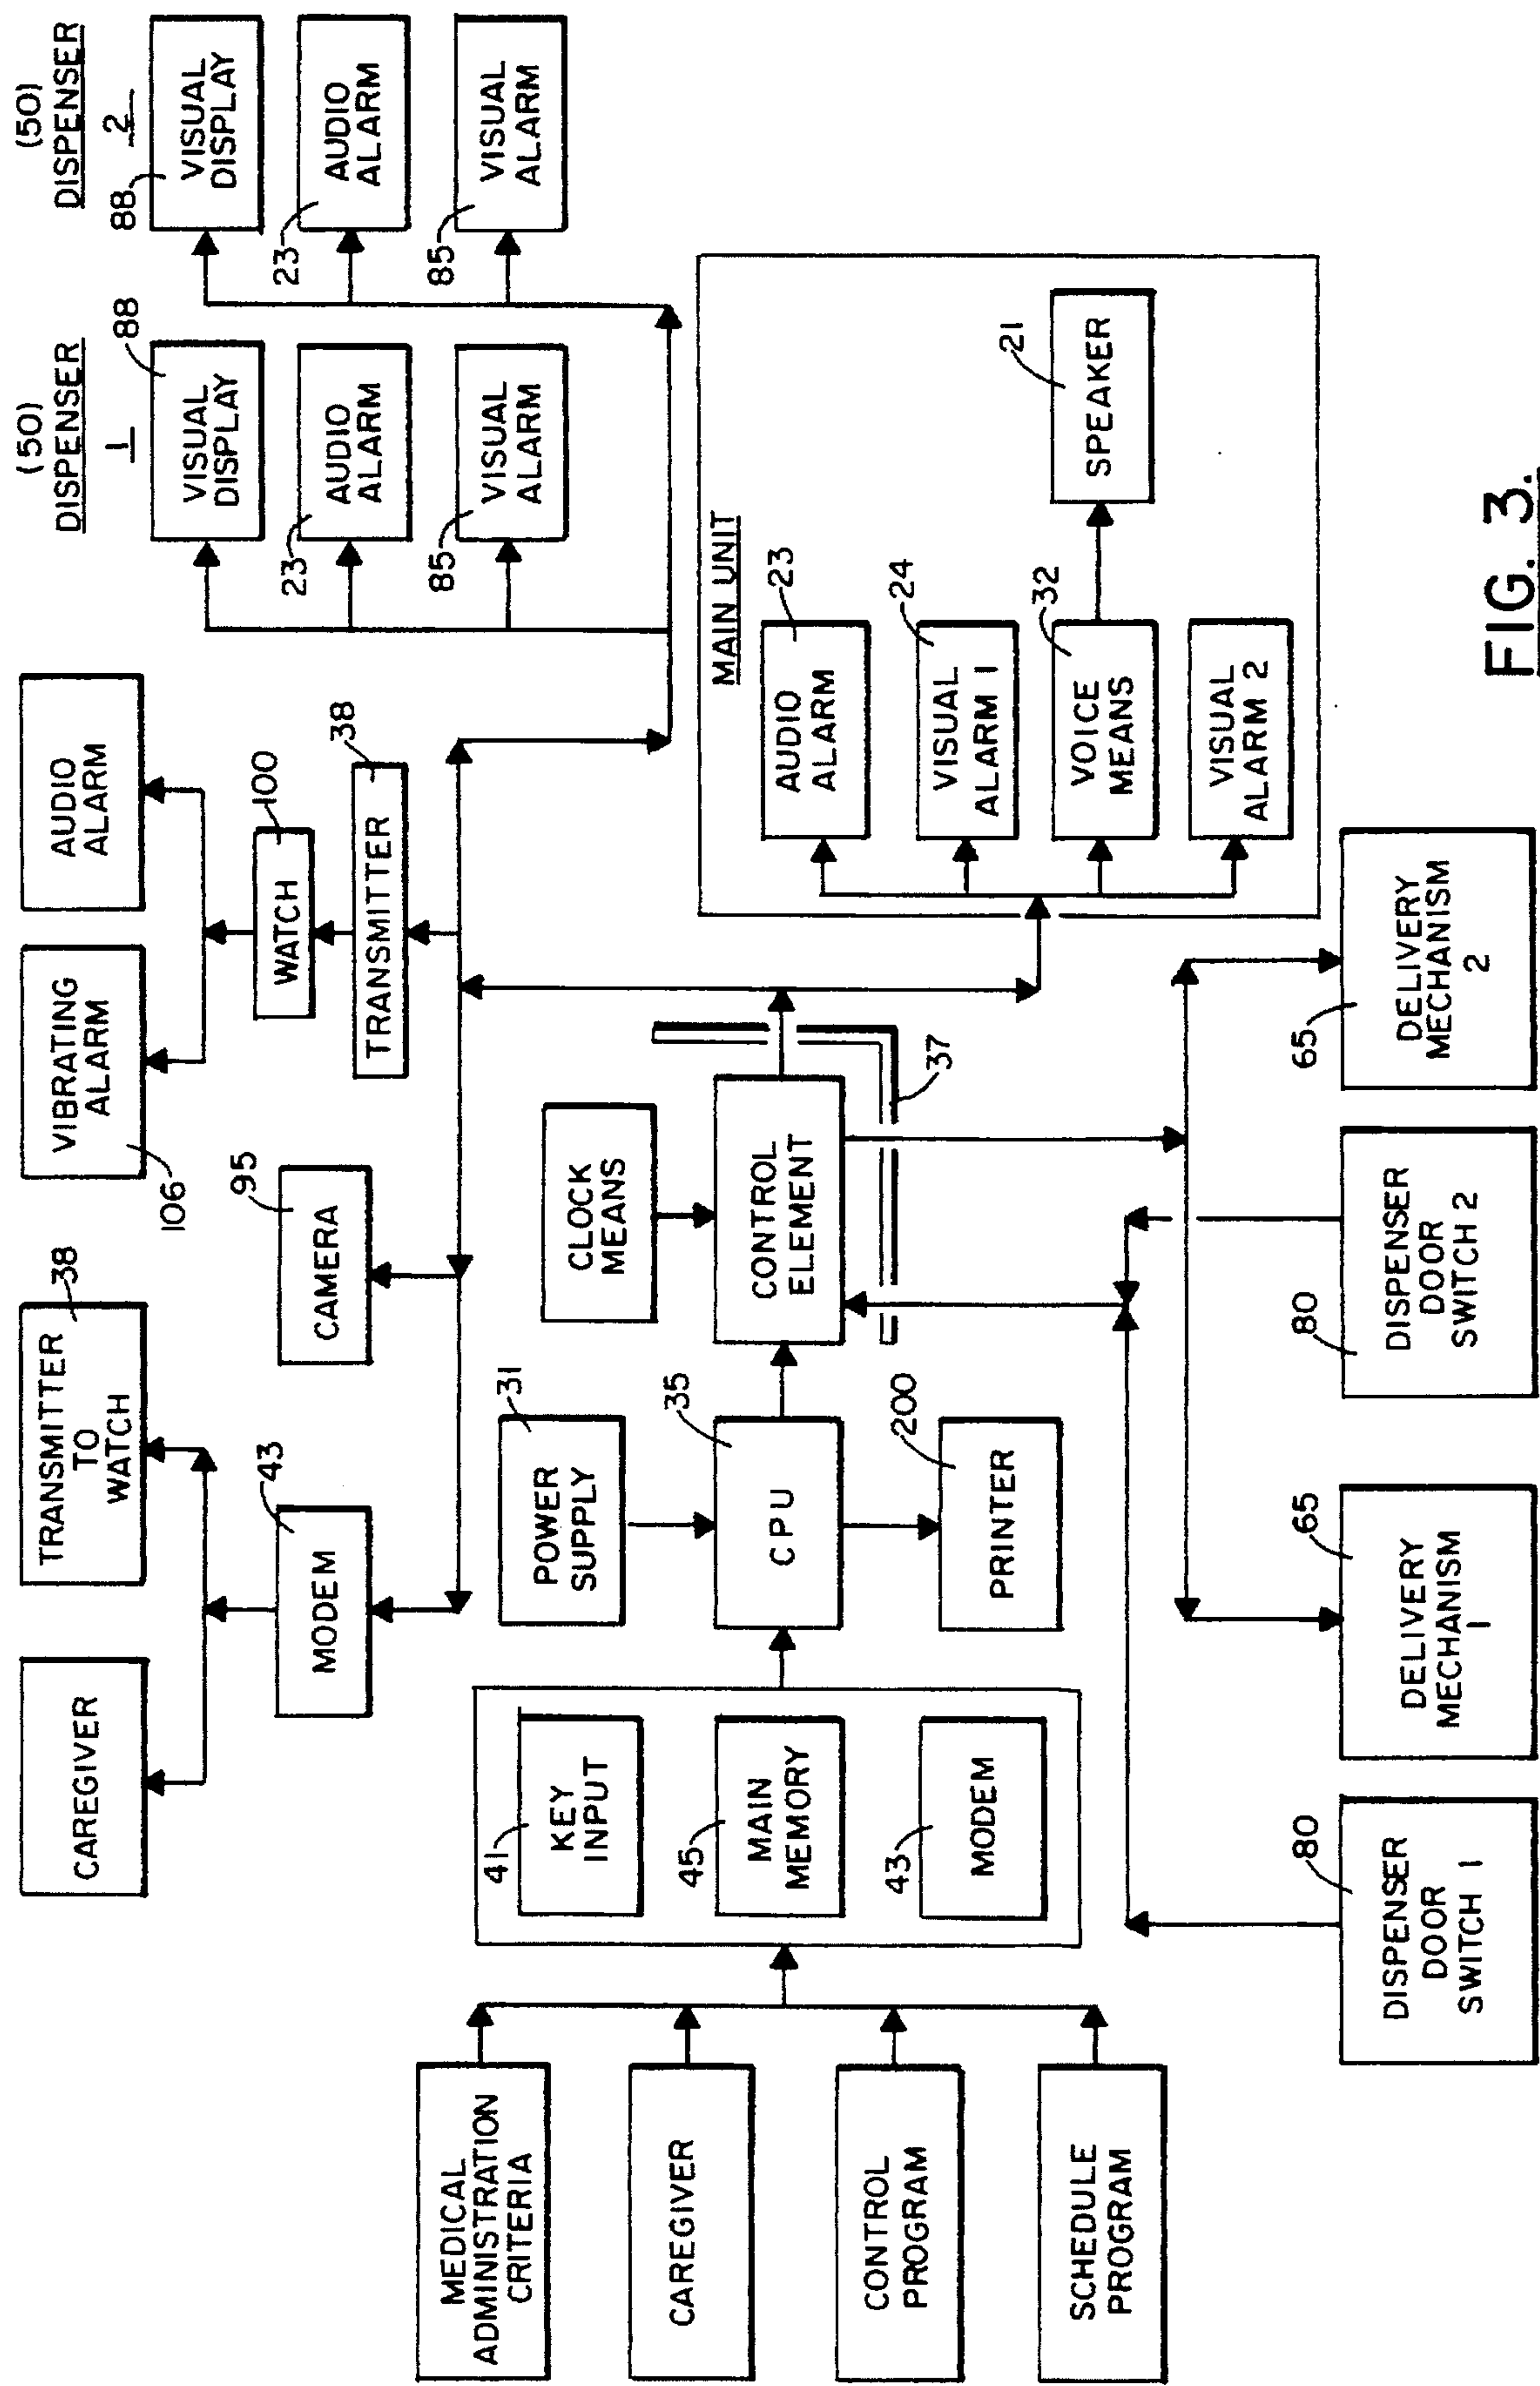 (50)
DISPENSER
1
88
VISUAL
DISPLAY
23
AUDIO
ALARM
85
VISUAL
ALARM
(50)
DISPENSER
2
88
VISUAL
DISPLAY
23
AUDIO
ALARM
85
VISUAL
ALARM
CAREGIVER
TRANSMITTER
TO
WATCH
38
MODEM
43
VIBRATING
ALARM
106
AUDIO
ALARM
CAMERA
95
WATCH
100
TRANSMITTER
38
MEDICAL
ADMINISTRATION
CRITERIA
CAREGIVER
CONTROL
PROGRAM
SCHEDULE
PROGRAM
41
KEY
INPUT
45
MAIN
MEMORY
43
MODEM
POWER
SUPPLY
31
CPU
35
PRINTER
200
CLOCK
MEANS
CONTROL
ELEMENT
37
MAIN UNIT
AUDIO
ALARM
23
VISUAL
ALARM 1
24
VOICE
MEANS
32
VISUAL
ALARM 2
SPEAKER
21
DISPENSER
DOOR
SWITCH 1
80
DELIVERY
MECHANISM
1
65
DISPENSER
DOOR
SWITCH 2
80
DELIVERY
MECHANISM
2
65
FIG. 3.